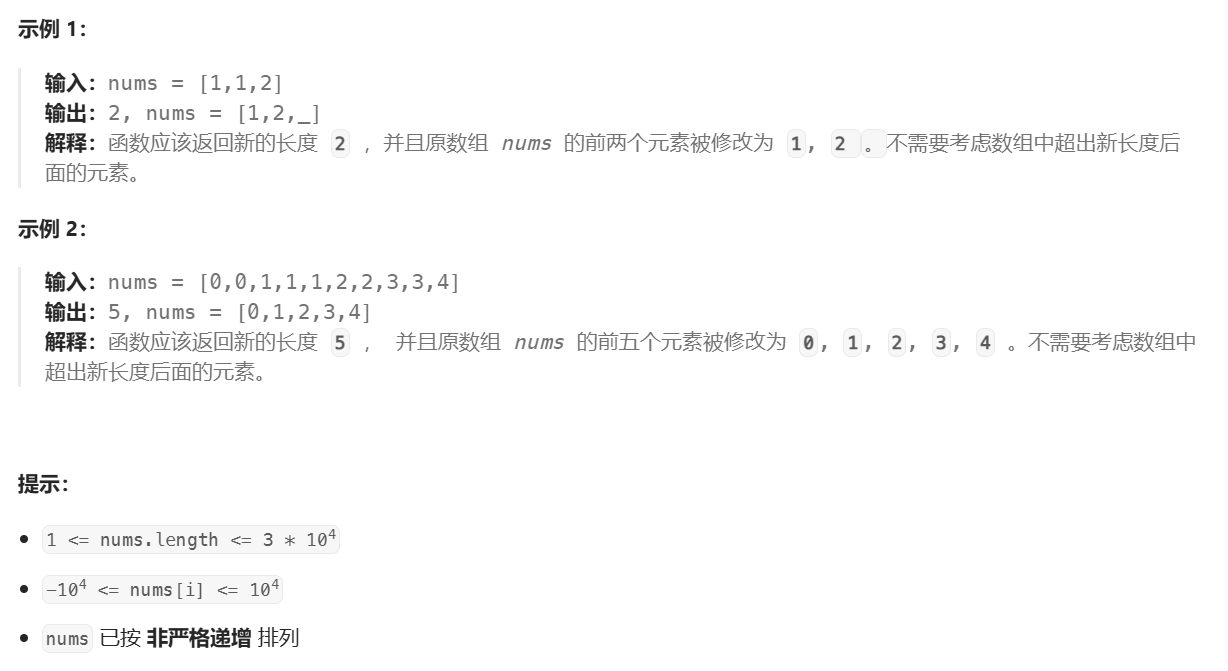 示例 1：
输入：nums = [1,1,2]
输出：2, nums = [1,2,_]
解释：函数应该返回新的长度 2 ，并且原数组 nums 的前两个元素被修改为 1, 2 。不需要考虑数组中超出新长度后
面的元素。
示例 2：
输入：nums = [0,0,1,1,1,2,2,3,3,4]
输出：5, nums = [0,1,2,3,4]
解释：函数应该返回新的长度 5 ， 并且原数组 nums 的前五个元素被修改为 0, 1, 2, 3, 4 。不需要考虑数组中
超出新长度后面的元素。
提示：
• 1 <= nums.length <= 3 * 10⁴
• -10⁴ <= nums[i] <= 10⁴
• nums 已按 非严格递增 排列